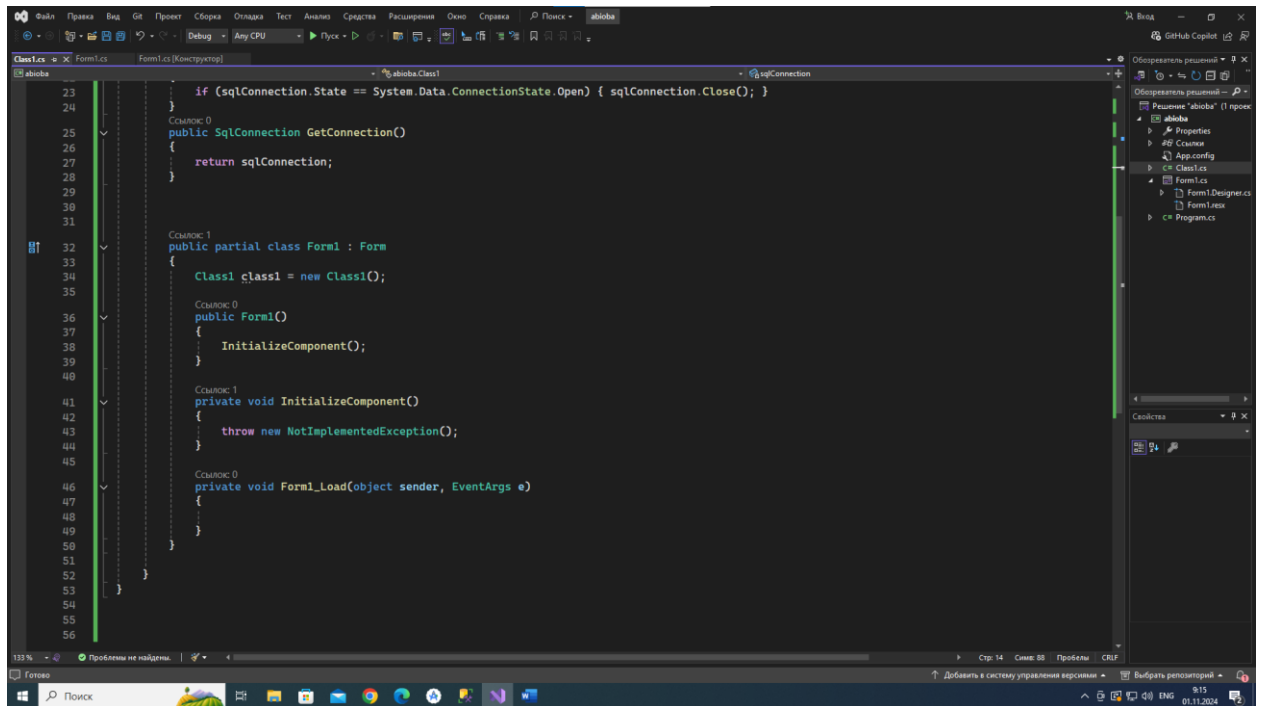 Файл Правка Вид Git Проект Сборка Отладка Тест Анализ Средства Расширения Окно Справка Поиск abioba Вход
Debug Any CPU Пуск GitHub Copilot
Class1.cs Form1.cs Form1.cs [Конструктор]
abioba abioba.Class1 sqlConnection
23 if (sqlConnection.State == System.Data.ConnectionState.Open) { sqlConnection.Close(); }
24 }
Ссылок: 0
25 public SqlConnection GetConnection()
26 {
27 return sqlConnection;
28 }
29
30
31
Ссылок: 1
32 public partial class Form1 : Form
33 {
34 Class1 class1 = new Class1();
35
Ссылок: 0
36 public Form1()
37 {
38 InitializeComponent();
39 }
40
Ссылок: 1
41 private void InitializeComponent()
42 {
43 throw new NotImplementedException();
44 }
45
Ссылок: 0
46 private void Form1_Load(object sender, EventArgs e)
47 {
48
49 }
50 }
51
52 }
53 }
54
55
56
Обозреватель решений
Обозреватель решений —
Решение "abioba" (1 проек
abioba
Properties
Ссылки
App.config
C# Class1.cs
Form1.cs
Form1.Designer.cs
Form1.resx
C# Program.cs
Свойства
133 % Проблемы не найдены. Стр: 14 Симв: 88 Пробелы CRLF
Готово Добавить в систему управления версиями Выбрать репозиторий
Поиск ENG 9:15
01.11.2024